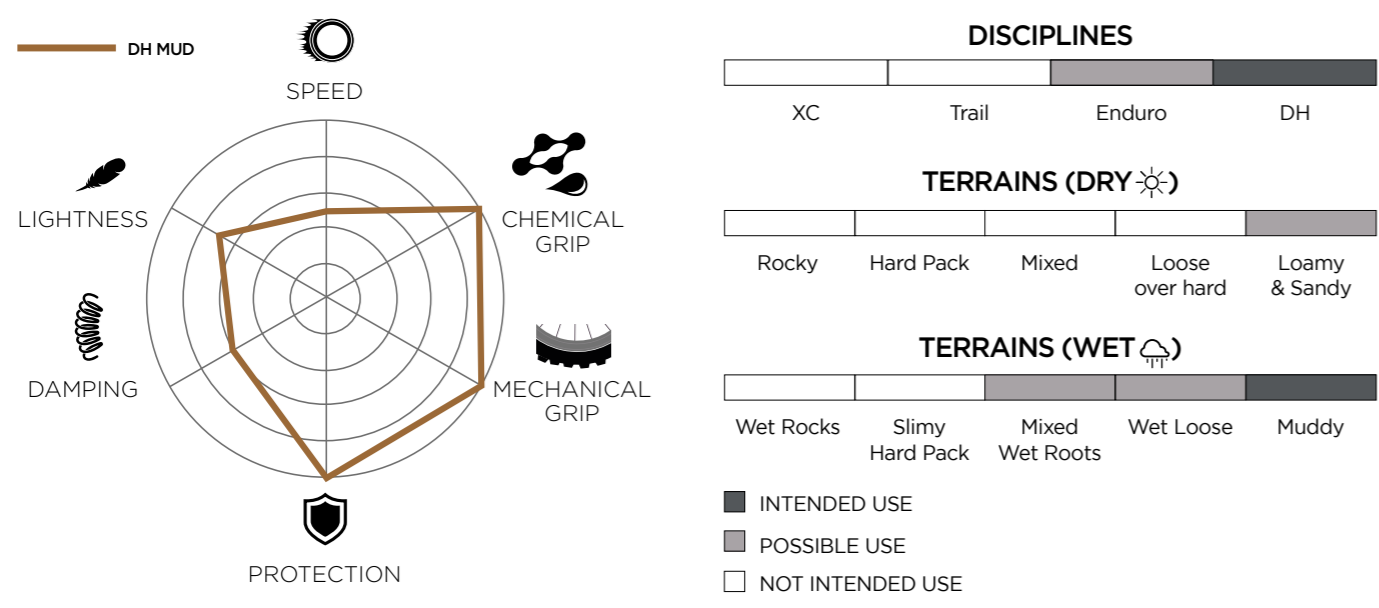 DH MUD
SPEED
LIGHTNESS
CHEMICAL
GRIP
DAMPING
MECHANICAL
GRIP
PROTECTION
DISCIPLINES
XC
Trail
Enduro
DH
TERRAINS (DRY)
Rocky
Hard Pack
Mixed
Loose
over hard
Loamy
& Sandy
TERRAINS (WET)
Wet Rocks
Slimy
Hard Pack
Mixed
Wet Roots
Wet Loose
Muddy
INTENDED USE
POSSIBLE USE
NOT INTENDED USE